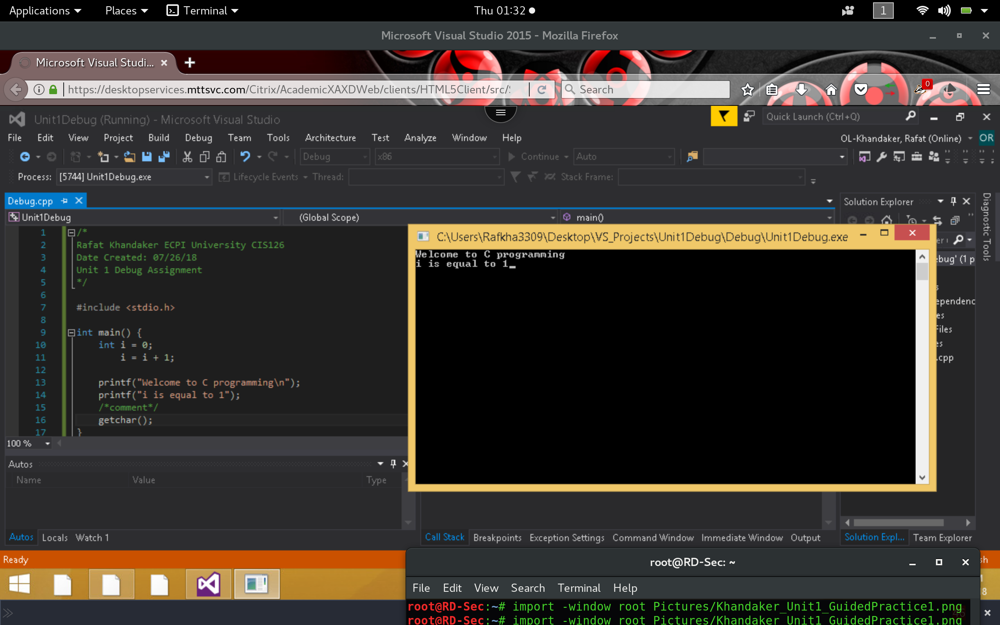 Applications Places Terminal Thu 01:32 1
Microsoft Visual Studio 2015 - Mozilla Firefox
Microsoft Visual Studi...
https://desktopservices.mttsvc.com/Citrix/AcademicXAXDWeb/clients/HTML5Client/src/ Search 0
Unit1Debug (Running) - Microsoft Visual Studio Quick Launch (Ctrl+Q)
File Edit View Project Build Debug Team Tools Architecture Test Analyze Window Help OL-Khandaker, Rafat (Online) OR
Debug x86 Continue Auto
Process: [5744] Unit1Debug.exe Lifecycle Events Thread: Stack Frame:
Debug.cpp Solution Explorer
Diagnostic Tools
Unit1Debug (Global Scope) main()
1 /*
2 Rafat Khandaker ECPI University CIS126
3 Date Created: 07/26/18
4 Unit 1 Debug Assignment
5 */
6
7 #include <stdio.h>
8
9 int main() {
10 int i = 0;
11 i = i + 1;
12
13 printf("Welcome to C programming\n");
14 printf("i is equal to 1");
15 /*comment*/
16 getchar();
17 }
C:\Users\Rafkha3309\Desktop\VS_Projects\Unit1Debug\Debug\Unit1Debug.exe
Welcome to C programming
i is equal to 1
ebug' (1 p
ependenc
es
Files
es
.cpp
100 %
Autos
Name Value Type
Autos Locals Watch 1 Call Stack Breakpoints Exception Settings Command Window Immediate Window Output Solution Expl... Team Explorer
Ready
root@RD-Sec: ~
File Edit View Search Terminal Help
root@RD-Sec:~# import -window root Pictures/Khandaker_Unit1_GuidedPractice1.png
root@RD-Sec:~# import -window root Pictures/Khandaker_Unit1_GuidedPractice1.png